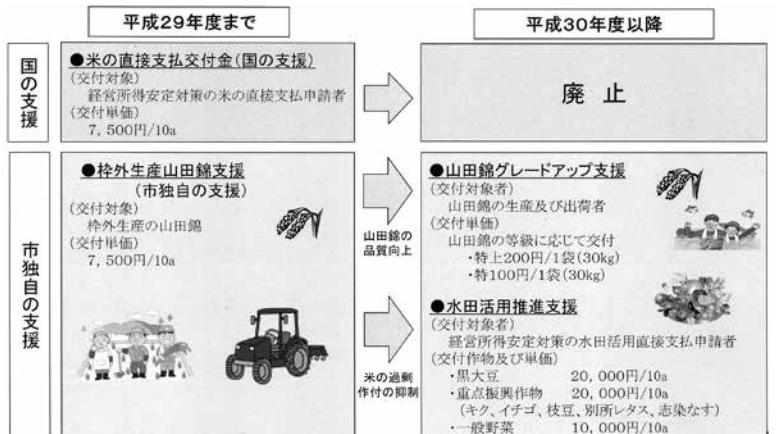 平成29年度まで
平成30年度以降
国の支援
●米の直接支払交付金(国の支援)
(交付対象)
経営所得安定対策の米の直接支払申請者
(交付単価)
7,500円/10a
廃止
市独自の支援
●枠外生産山田錦支援
(市独自の支援)
(交付対象)
枠外生産の山田錦
(交付単価)
7,500円/10a
山田錦の
品質向上
米の過剰
作付の抑制
●山田錦グレードアップ支援
(交付対象者)
山田錦の生産及び出荷者
(交付単価)
山田錦の等級に応じて交付
・特上200円/1袋(30kg)
・特100円/1袋(30kg)
●水田活用推進支援
(交付対象者)
経営所得安定対策の水田活用直接支払申請者
(交付作物及び単価)
・黒大豆 20,000円/10a
・重点振興作物 20,000円/10a
(キク、イチゴ、枝豆、別所レタス、志染なす)
・一般野菜 10,000円/10a